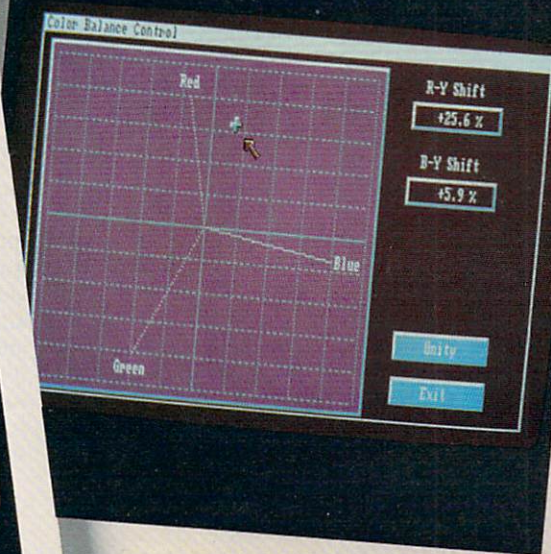 Color Balance Control
Red
R-Y Shift
+25.6 %
B-Y Shift
+5.9 %
Blue
Green
Unity
Exit